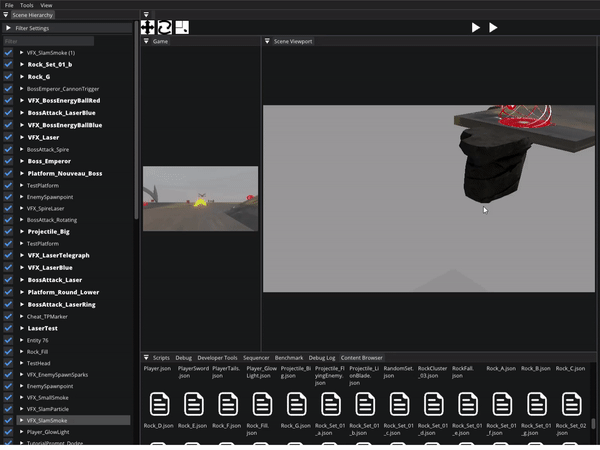 File Tools View
Scene Hierarchy
Filter Settings
Filter
VFX_SlamSmoke (1)
Rock_Set_01_b
Rock_G
BossEmperor_CannonTrigger
VFX_BossEnergyBallRed
BossAttack_LaserBlue
VFX_BossEnergyBallBlue
VFX_Laser
BossAttack_Spire
Boss_Emperor
Platform_Nouveau_Boss
TestPlatform
EnemySpawnpoint
VFX_SpireLaser
BossAttack_Rotating
Projectile_Big
TestPlatform
VFX_LaserTelegraph
VFX_LaserBlue
BossAttack_Laser
Platform_Round_Lower
BossAttack_LaserRing
Cheat_TPMarker
LaserTest
Entity 76
Rock_Fill
TestHead
VFX_EnemySpawnSparks
EnemySpawnpoint
VFX_SmallSmoke
VFX_SlamParticle
VFX_SlamSmoke
Player_GlowLight
TutorialPrompt_Dodge
Game
Scene Viewport
Scripts Debug Developer Tools Sequencer Benchmark Debug Log Content Browser
Player.json PlayerSword.json PlayerTails.json Player_GlowLight.json Projectile_Big.json Projectile_FlyingEnemy.json Projectile_LionBlade.json RandomSet.json RockCluster_03.json RockFall.json Rock_A.json Rock_B.json Rock_C.json
Rock_D.json Rock_E.json Rock_F.json Rock_Fill.json Rock_G.json Rock_Set_01_a.json Rock_Set_01_b.json Rock_Set_01_c.json Rock_Set_01_d.json Rock_Set_01_e.json Rock_Set_01_f.json Rock_Set_01_g.json Rock_Set_02.json